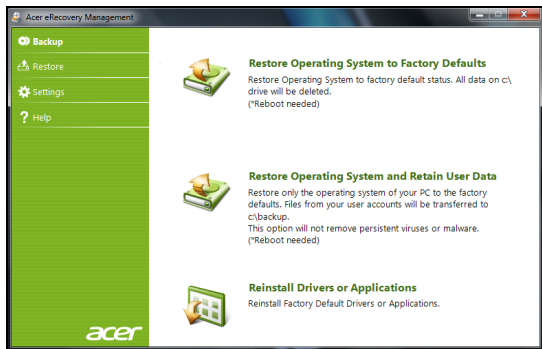 Acer eRecovery Management
Backup
Restore
Settings
Help
Restore Operating System to Factory Defaults
Restore Operating System to factory default status. All data on c:\
drive will be deleted.
(*Reboot needed)
Restore Operating System and Retain User Data
Restore only the operating system of your PC to the factory
defaults. Files from your user accounts will be transferred to
c:\backup.
This option will not remove persistent viruses or malware.
(*Reboot needed)
Reinstall Drivers or Applications
Reinstall Factory Default Drivers or Applications.
acer